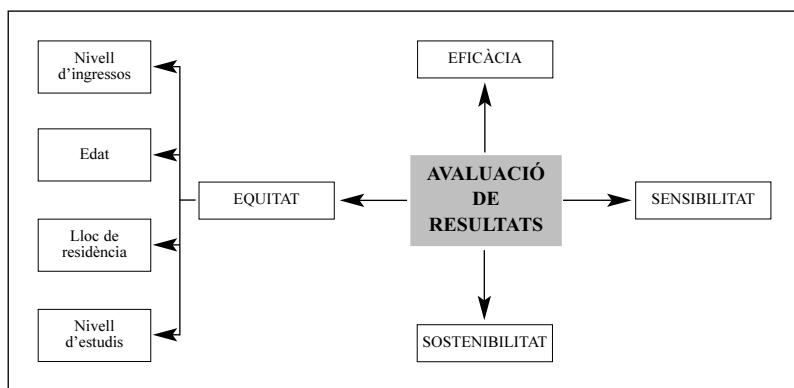 Nivell
d’ingressos
Edat
Lloc de
residència
Nivell
d’estudis
EQUITAT
EFICÀCIA
AVALUACIÓ
DE
RESULTATS
SENSIBILITAT
SOSTENIBILITAT